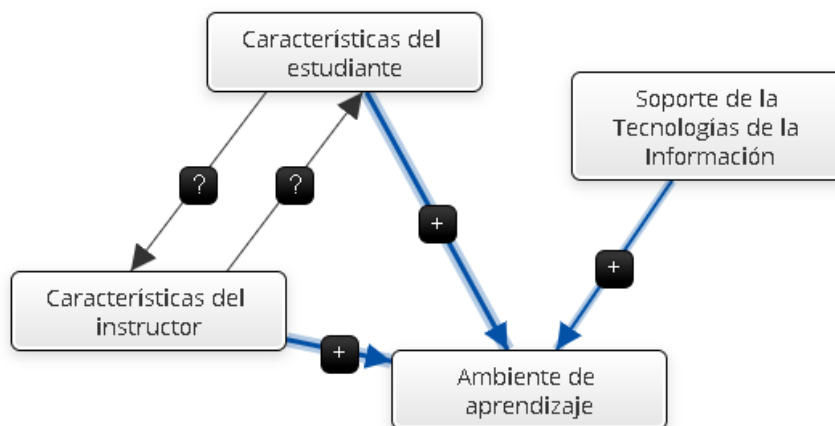 Características del
estudiante
Soporte de la
Tecnologías de la
Información
?
?
+
+
Características del
instructor
+
Ambiente de
aprendizaje